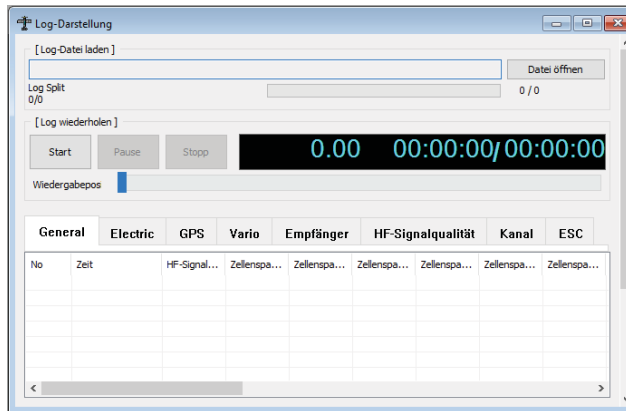 Log-Darstellung
[ Log-Datei laden ]
Datei öffnen
Log Split
0/0
0 / 0
[ Log wiederholen ]
Start Pause Stopp 0.00 00:00:00/00:00:00
Wiedergabepos
General Electric GPS Vario Empfänger HF-Signalqualität Kanal ESC
No Zeit HF-Signal... Zellenspa... Zellenspa... Zellenspa... Zellenspa... Zellenspa... Zellenspa...